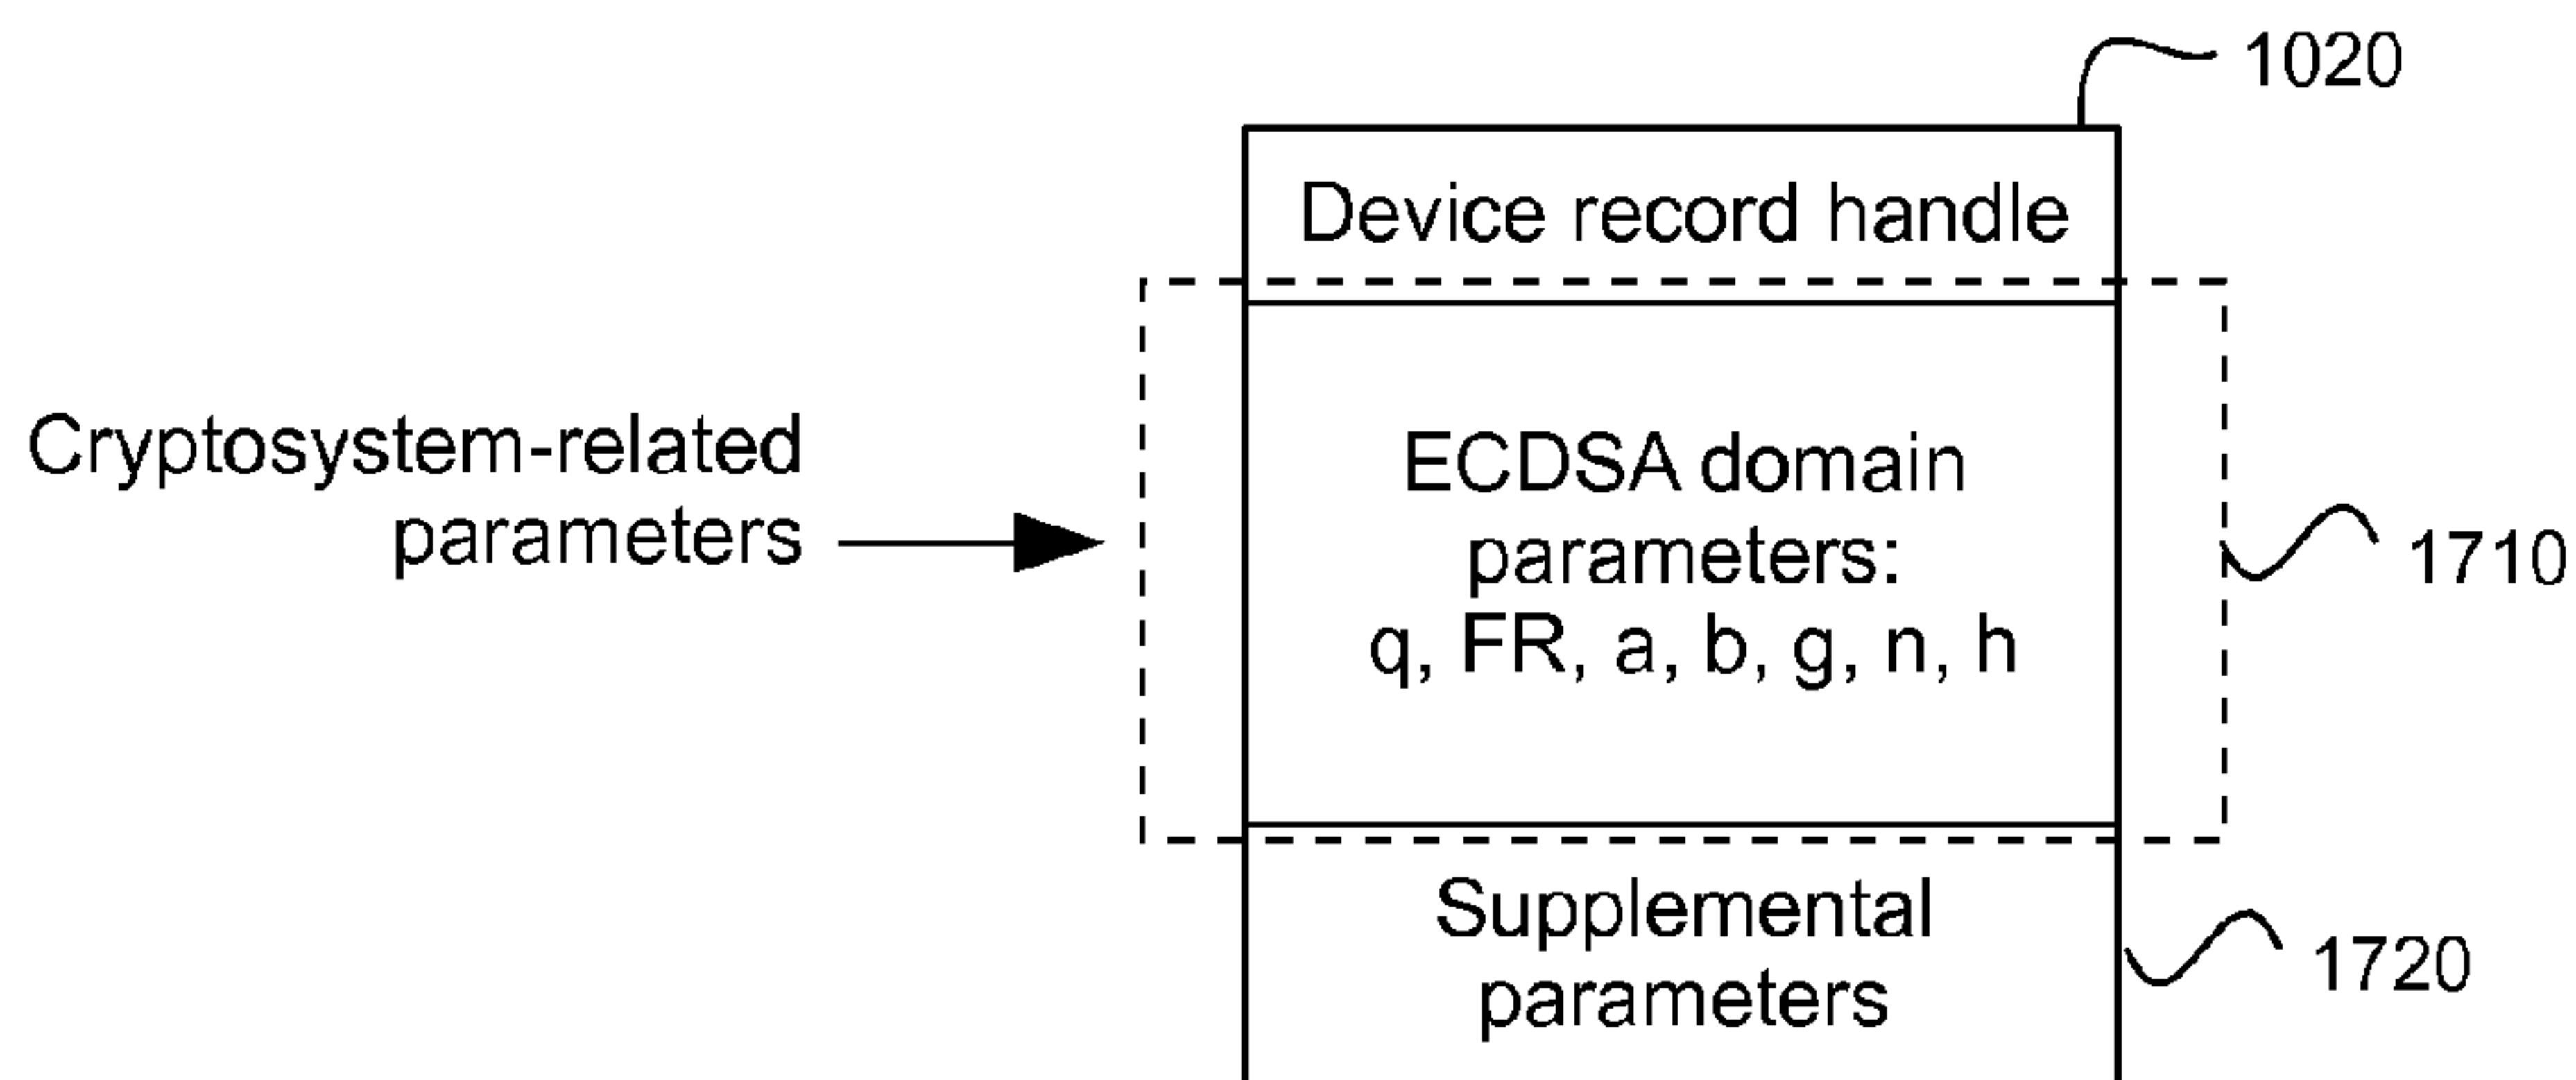 1020
Device record handle
Cryptosystem-related
parameters
ECDSA domain
parameters:
q, FR, a, b, g, n, h
1710
Supplemental
parameters
1720